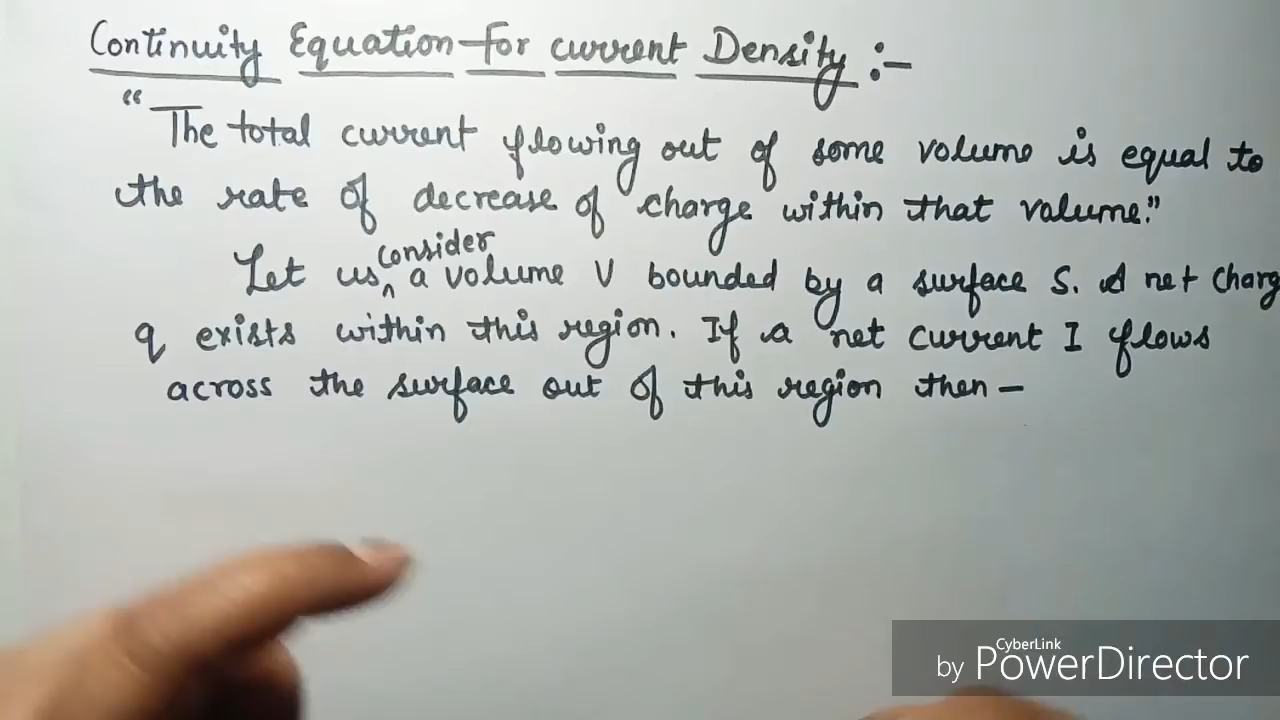 Continuity Equation for current Density :-
“The total current flowing out of some volume is equal to
the rate of decrease of charge within that volume.”
Let us consider a volume V bounded by a surface S. A net charg
q exists within this region. If a net current I flows
across the surface out of this region then -
CyberLink
by PowerDirector